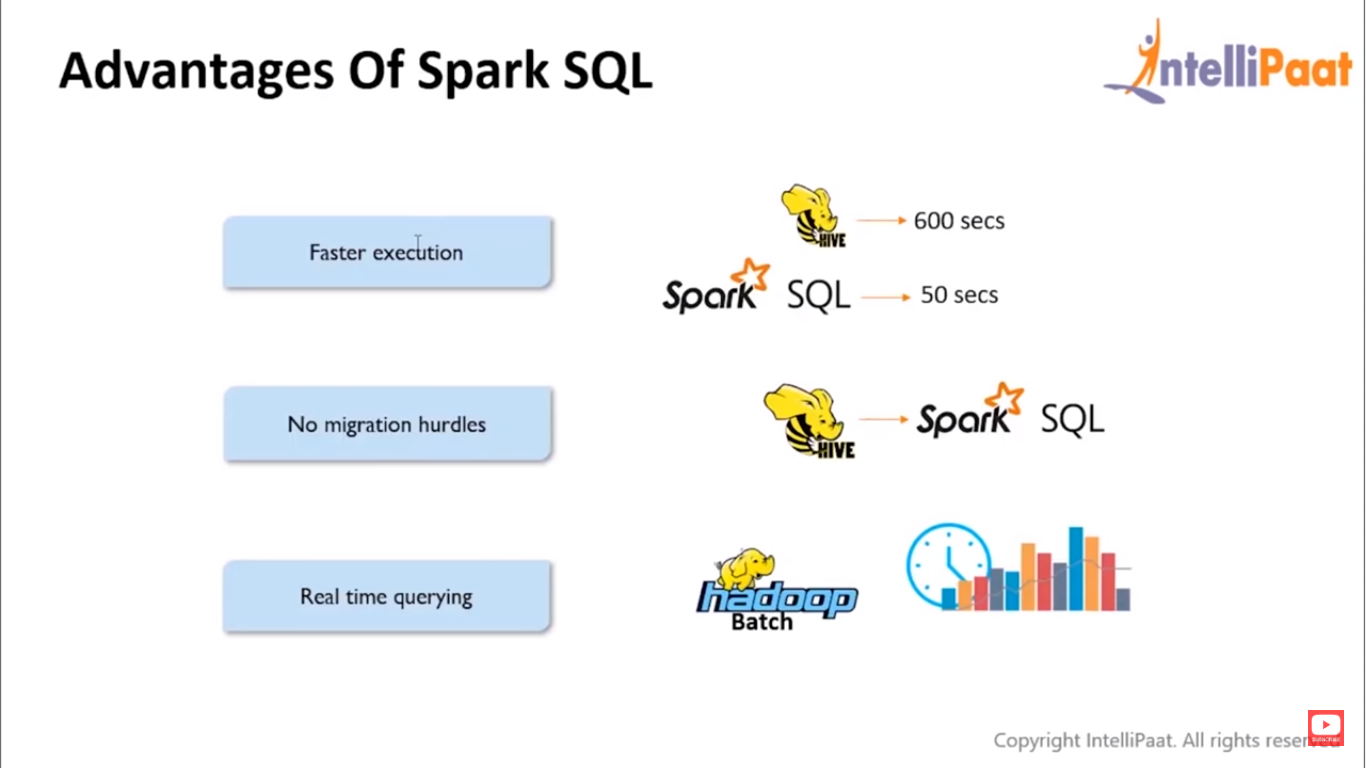 Advantages Of Spark SQL
IntelliPaat
Faster execution
HIVE
600 secs
Spark SQL
50 secs
No migration hurdles
HIVE
Spark SQL
Real time querying
hadoop
Batch
Copyright IntelliPaat. All rights reserved
SUBSCRIBE